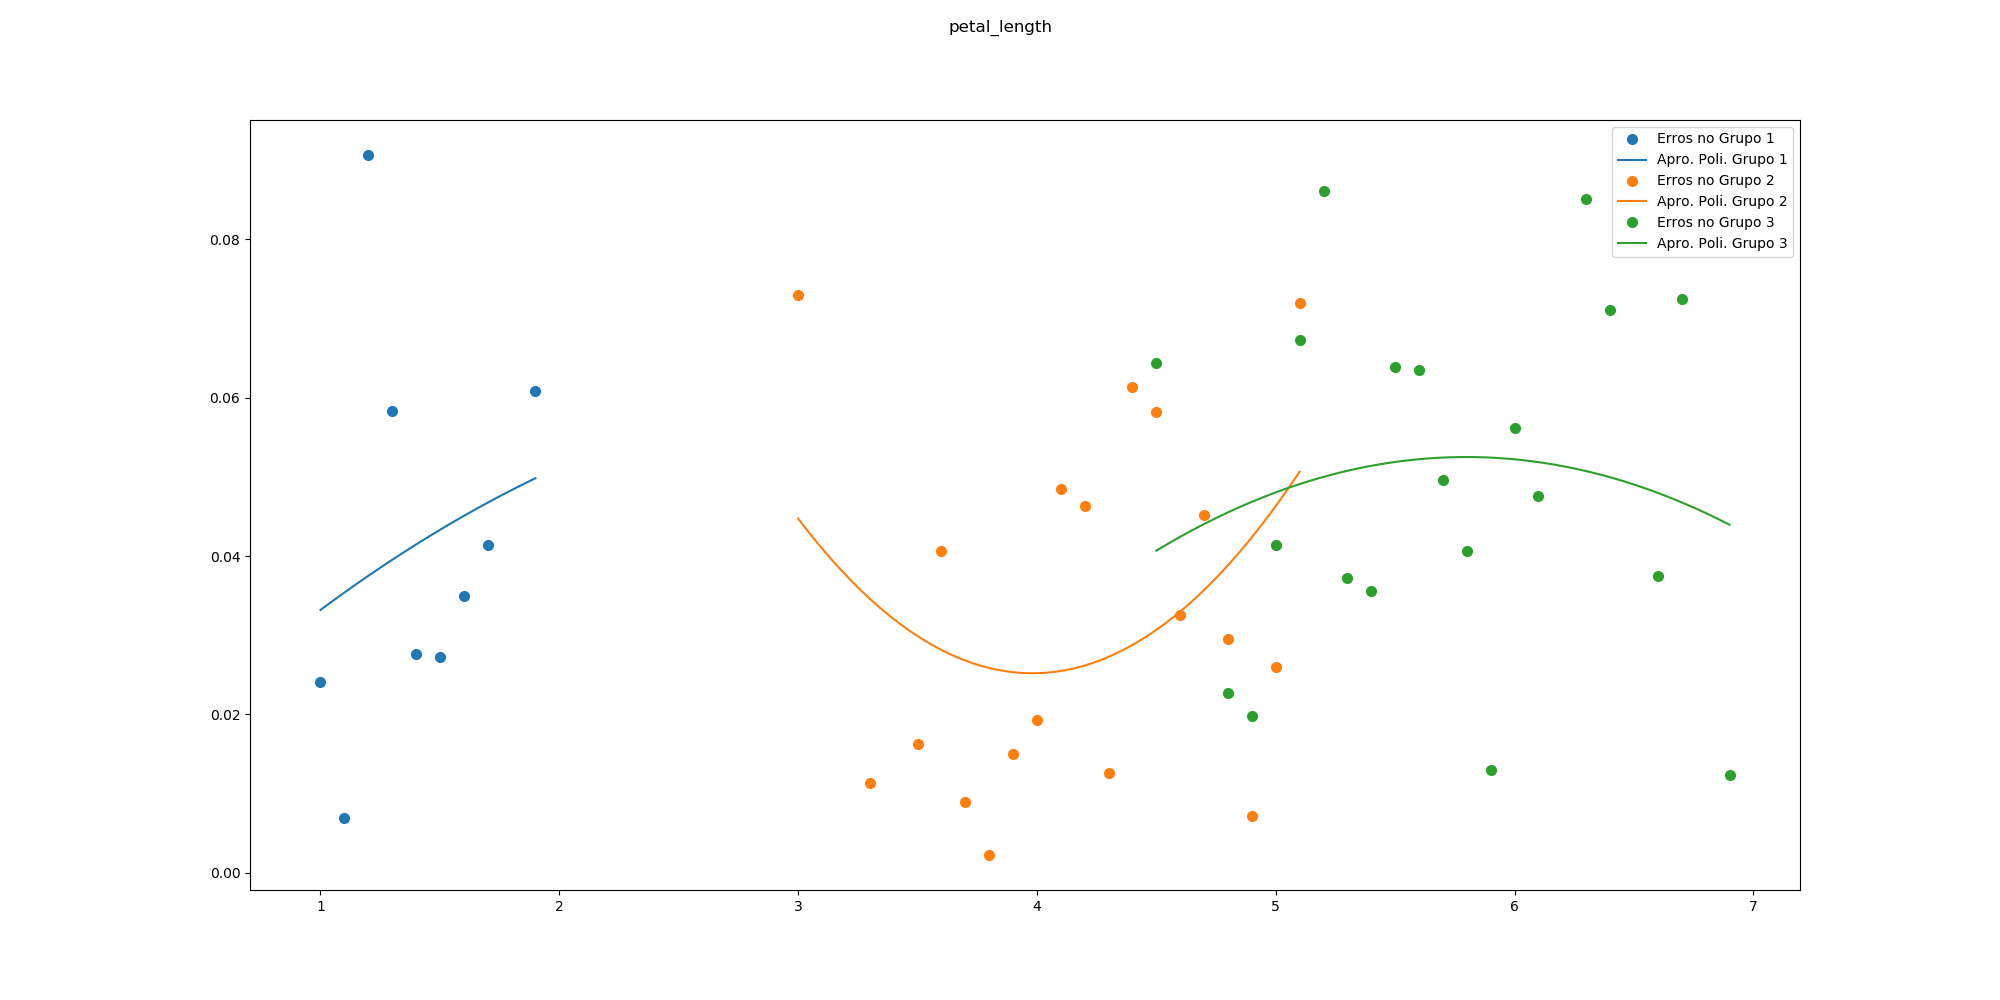 petal_length
Erros no Grupo 1
Apro. Poli. Grupo 1
Erros no Grupo 2
Apro. Poli. Grupo 2
Erros no Grupo 3
Apro. Poli. Grupo 3
0.08
0.06
0.04
0.02
0.00
1 2 3 4 5 6 7